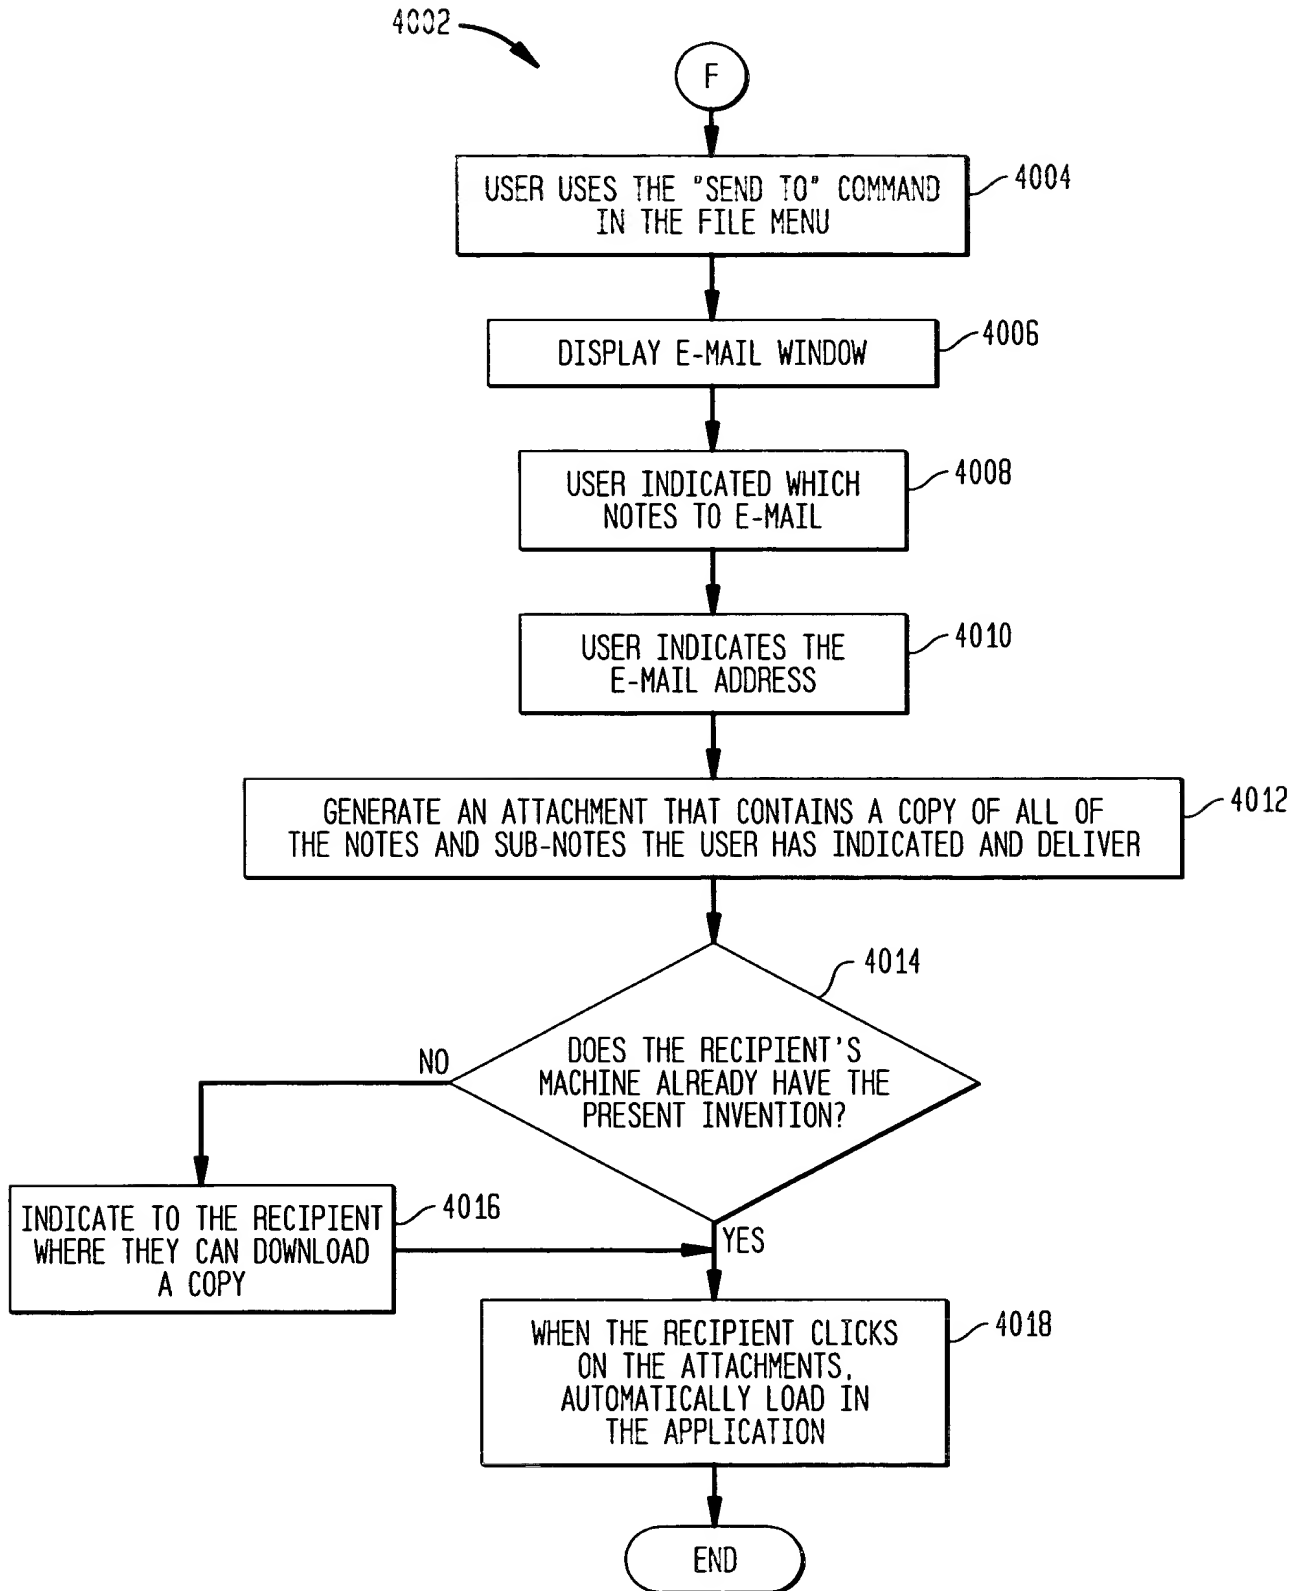 4002
F
USER USES THE "SEND TO" COMMAND
IN THE FILE MENU
4004
DISPLAY E-MAIL WINDOW
4006
USER INDICATED WHICH
NOTES TO E-MAIL
4008
USER INDICATES THE
E-MAIL ADDRESS
4010
GENERATE AN ATTACHMENT THAT CONTAINS A COPY OF ALL OF
THE NOTES AND SUB-NOTES THE USER HAS INDICATED AND DELIVER
4012
4014
DOES THE RECIPIENT'S
MACHINE ALREADY HAVE THE
PRESENT INVENTION?
NO
INDICATE TO THE RECIPIENT
WHERE THEY CAN DOWNLOAD
A COPY
4016
YES
WHEN THE RECIPIENT CLICKS
ON THE ATTACHMENTS,
AUTOMATICALLY LOAD IN
THE APPLICATION
4018
END